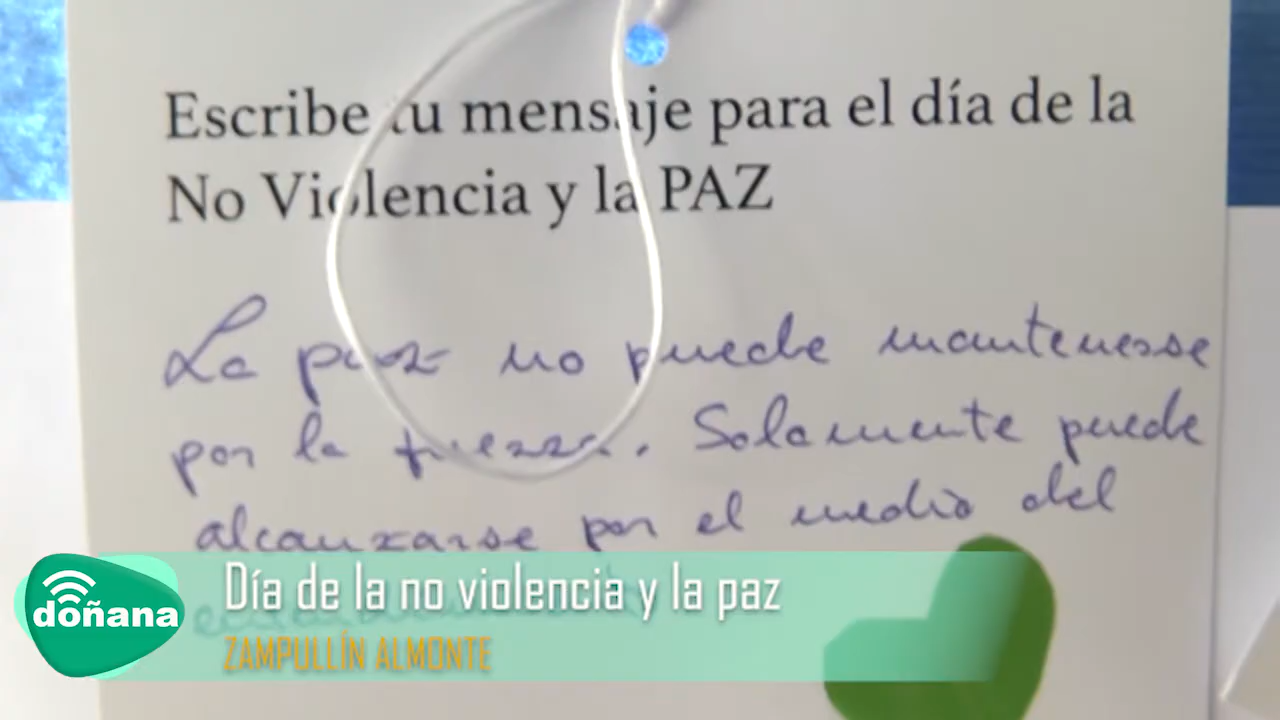 Escribe tu mensaje para el día de la
No Violencia y la PAZ
La paz no puede mantenerse
por la fuerza. Solamente puede
alcanzarse por el medio del
doñana
Día de la no violencia y la paz
ZAMPULLÍN ALMONTE